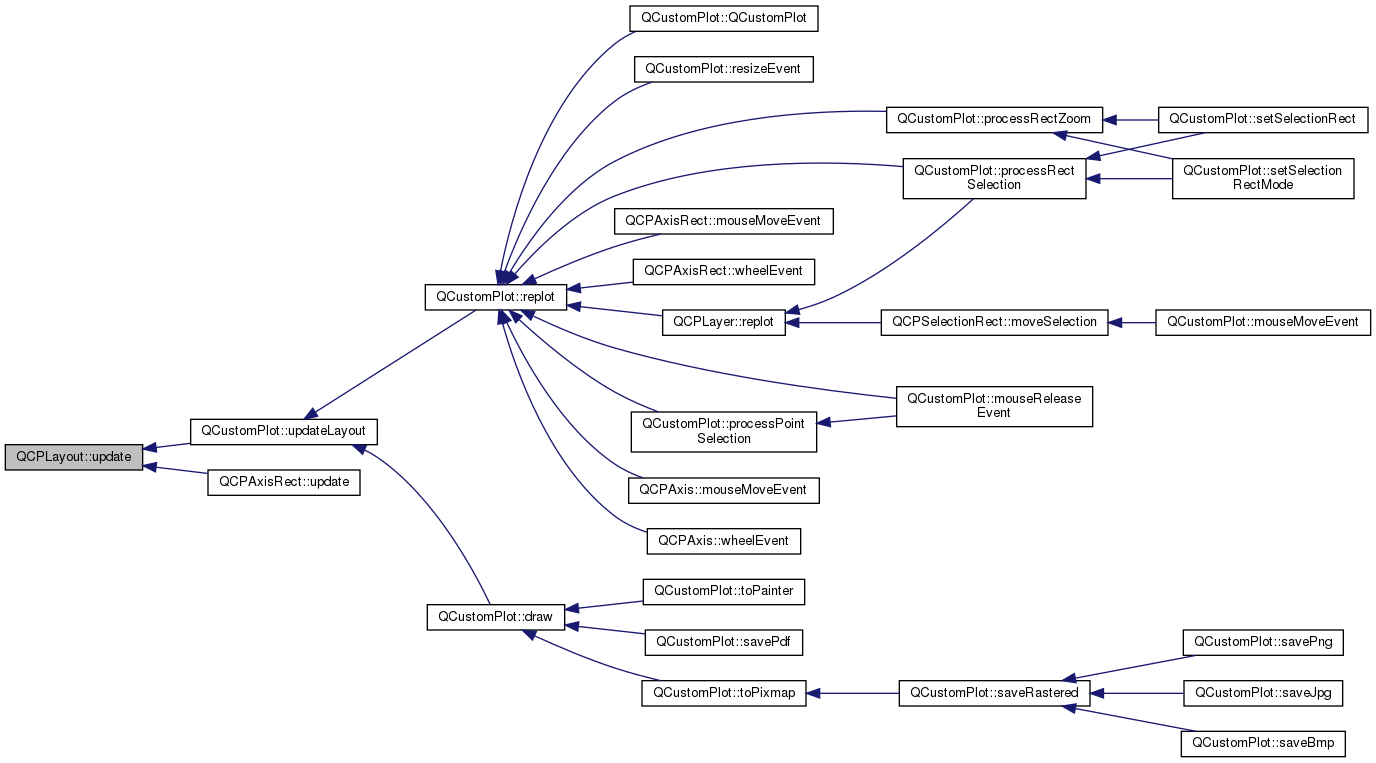 QCustomPlot::QCustomPlot
QCustomPlot::resizeEvent
QCustomPlot::processRectZoom
QCustomPlot::setSelectionRect
QCustomPlot::processRect
Selection
QCustomPlot::setSelection
RectMode
QCPAxisRect::mouseMoveEvent
QCPAxisRect::wheelEvent
QCustomPlot::replot
QCPLayer::replot
QCPSelectionRect::moveSelection
QCustomPlot::mouseMoveEvent
QCustomPlot::mouseRelease
Event
QCustomPlot::updateLayout
QCustomPlot::processPoint
Selection
QCPLayout::update
QCPAxisRect::update
QCPAxis::mouseMoveEvent
QCPAxis::wheelEvent
QCustomPlot::toPainter
QCustomPlot::draw
QCustomPlot::savePdf
QCustomPlot::savePng
QCustomPlot::toPixmap
QCustomPlot::saveRastered
QCustomPlot::saveJpg
QCustomPlot::saveBmp